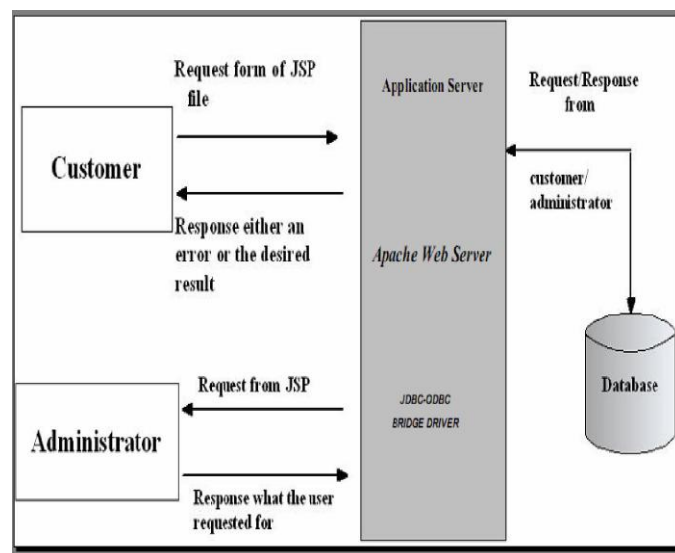 Request form of JSP
file
Customer
Response either an
error or the desired
result
Application Server
Apache Web Server
JDBC-ODBC
BRIDGE DRIVER
Request/Response
from
customer/
administrator
Database
Request from JSP
Administrator
Response what the user
requested for